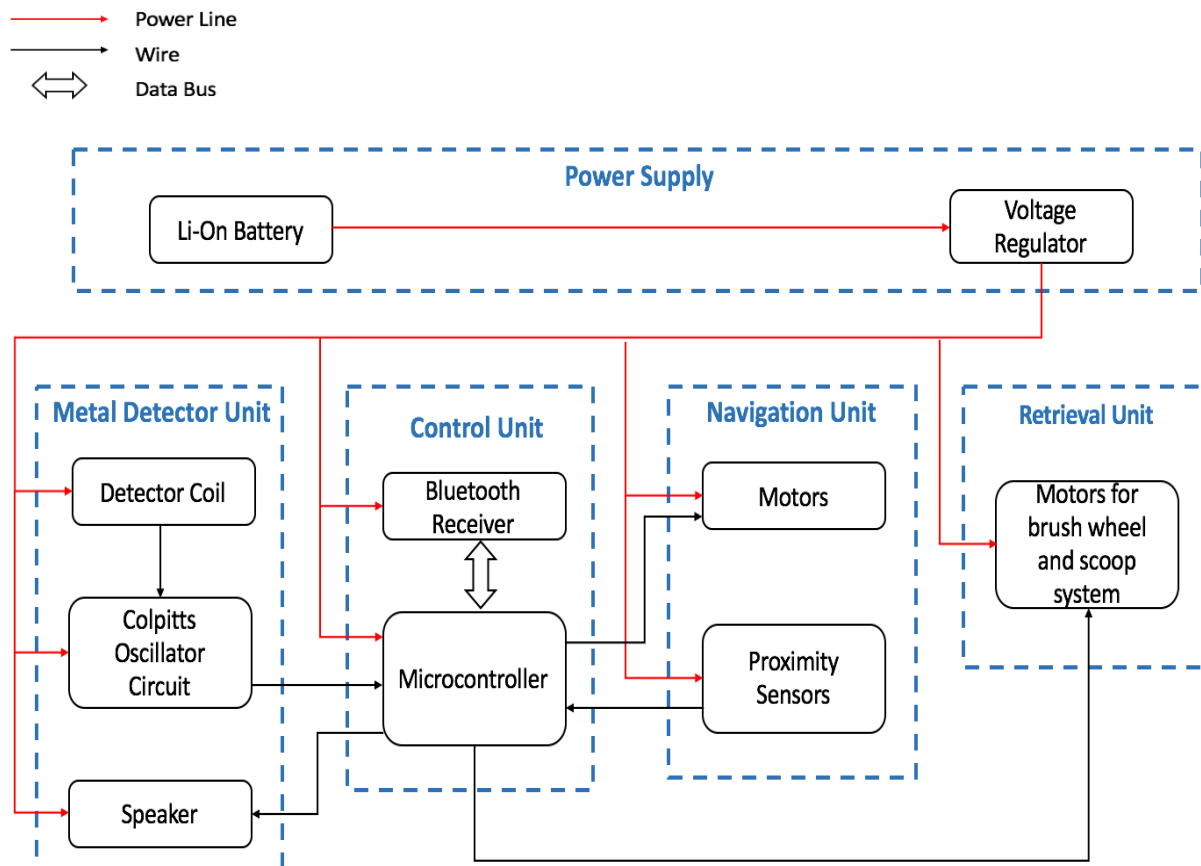 Power Line
Wire
Data Bus
Power Supply
Li-On Battery
Voltage
Regulator
Metal Detector Unit
Control Unit
Navigation Unit
Retrieval Unit
Detector Coil
Bluetooth
Receiver
Motors
Motors for
brush wheel
and scoop
system
Colpitts
Oscillator
Circuit
Microcontroller
Proximity
Sensors
Speaker